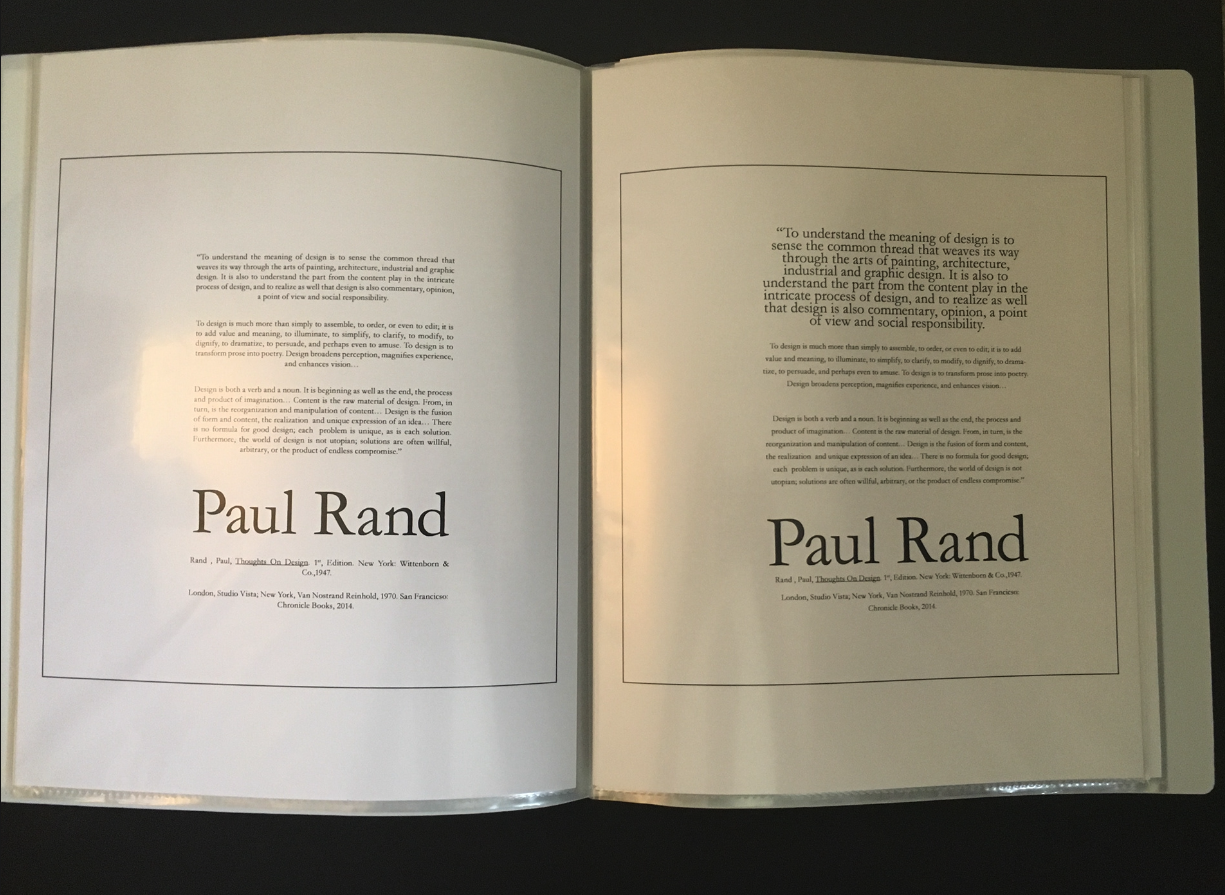 “To understand the meaning of design is to sense the common thread that
weaves its way through the arts of painting, architecture, industrial and graphic
design. It is also to understand the part from the content play in the intricate
process of design, and to realize as well that design is also commentary, opinion,
a point of view and social responsibility.
To design is much more than simply to assemble, to order, or even to edit; it is
to add value and meaning, to illuminate, to simplify, to clarify, to modify, to
dignify, to dramatize, to persuade, and perhaps even to amuse. To design is to
transform prose into poetry. Design broadens perception, magnifies experience,
and enhances vision…
Design is both a verb and a noun. It is beginning as well as the end, the process
and product of imagination… Content is the raw material of design. From, in
turn, is the reorganization and manipulation of content… Design is the fusion
of form and content, the realization and unique expression of an idea… There
is no formula for good design, each problem is unique, as is each solution.
Furthermore, the world of design is not utopian; solutions are often willful,
arbitrary, or the product of endless compromise.”
Paul Rand
Rand , Paul, Thoughts On Design. 1st, Edition. New York: Wittenborn &
Co.,1947.
London, Studio Vista; New York, Van Nostrand Reinhold, 1970. San Francicso:
Chronicle Books, 2014.
“To understand the meaning of design is to
sense the common thread that weaves its way
through the arts of painting, architecture,
industrial and graphic design. It is also to
understand the part from the content play in the
intricate process of design, and to realize as well
that design is also commentary, opinion, a point
of view and social responsibility.
To design is much more than simply to assemble, to order, or even to edit; it is to add
value and meaning, to illuminate, to simplify, to clarify, to modify, to dignify, to drama-
tize, to persuade, and perhaps even to amuse. To design is to transform prose into poetry.
Design broadens perception, magnifies experience, and enhances vision…
Design is both a verb and a noun. It is beginning as well as the end, the process and
product of imagination… Content is the raw material of design. From, in turn, is the
reorganization and manipulation of content… Design is the fusion of form and content,
the realization and unique expression of an idea… There is no formula for good design,
each problem is unique, as is each solution. Furthermore, the world of design is not
utopian; solutions are often willful, arbitrary, or the product of endless compromise.”
Paul Rand
Rand , Paul, Thoughts On Design. 1st, Edition. New York: Wittenborn & Co.,1947.
London, Studio Vista; New York, Van Nostrand Reinhold, 1970. San Francicso:
Chronicle Books, 2014.